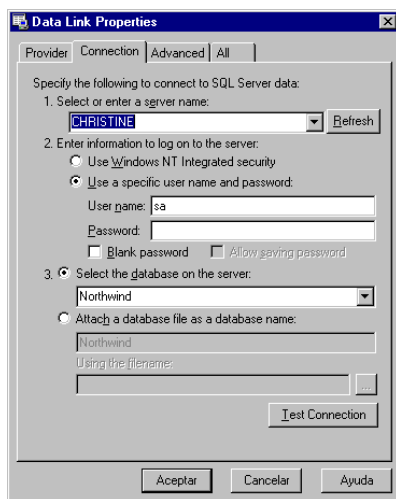 Data Link Properties
Provider Connection Advanced All
Specify the following to connect to SQL Server data:
1. Select or enter a server name:
CHRISTINE Refresh
2. Enter information to log on to the server:
Use Windows NT Integrated security
Use a specific user name and password:
User name: sa
Password:
Blank password Allow saving password
3. Select the database on the server:
Northwind
Attach a database file as a database name:
Northwind
Using the filename:
...
Test Connection
Aceptar Cancelar Ayuda